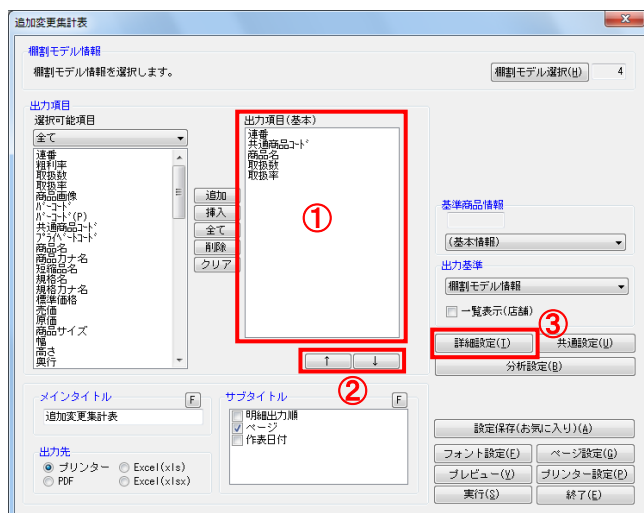 追加変更集計表
棚割モデル情報
棚割モデル情報を選択します。
棚割モデル選択(H)
4
出力項目
選択可能項目
全て
連番
粗利率
取扱数
取扱率
商品画像
バーコード
バーコード(P)
共通商品コード
プライベートコード
商品名
商品カナ名
短縮品名
規格名
規格カナ名
標準価格
売価
原価
商品サイズ
幅
高さ
奥行
追加
挿入
全て
削除
クリア
出力項目(基本)
連番
共通商品コード
商品名
取扱数
取扱率
①
↑
↓
②
基準商品情報
(基本情報)
出力基準
棚割モデル情報
一覧表示(店舗)
③
詳細設定(I)
共通設定(U)
分析設定(B)
メインタイトル
F
追加変更集計表
サブタイトル
F
明細出力順
ページ
作表日付
出力先
プリンター
Excel(xls)
PDF
Excel(xlsx)
設定保存(お気に入り)(A)
フォント設定(F)
ページ設定(G)
プレビュー(V)
プリンター設定(P)
実行(S)
終了(E)